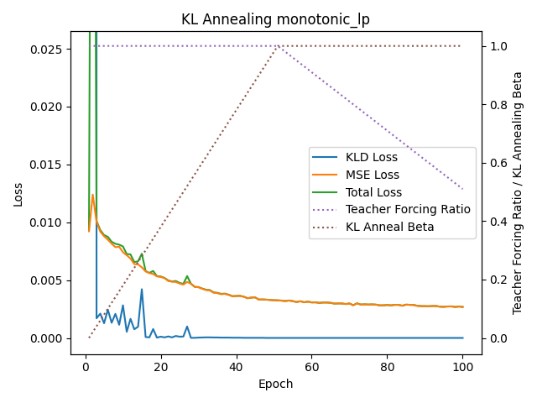 KL Annealing monotonic_lp
0.025
0.020
0.015
0.010
0.005
0.000
Loss
0
20
40
60
80
100
Epoch
1.0
0.8
0.6
0.4
0.2
0.0
Teacher Forcing Ratio / KL Annealing Beta
KLD Loss
MSE Loss
Total Loss
Teacher Forcing Ratio
KL Anneal Beta